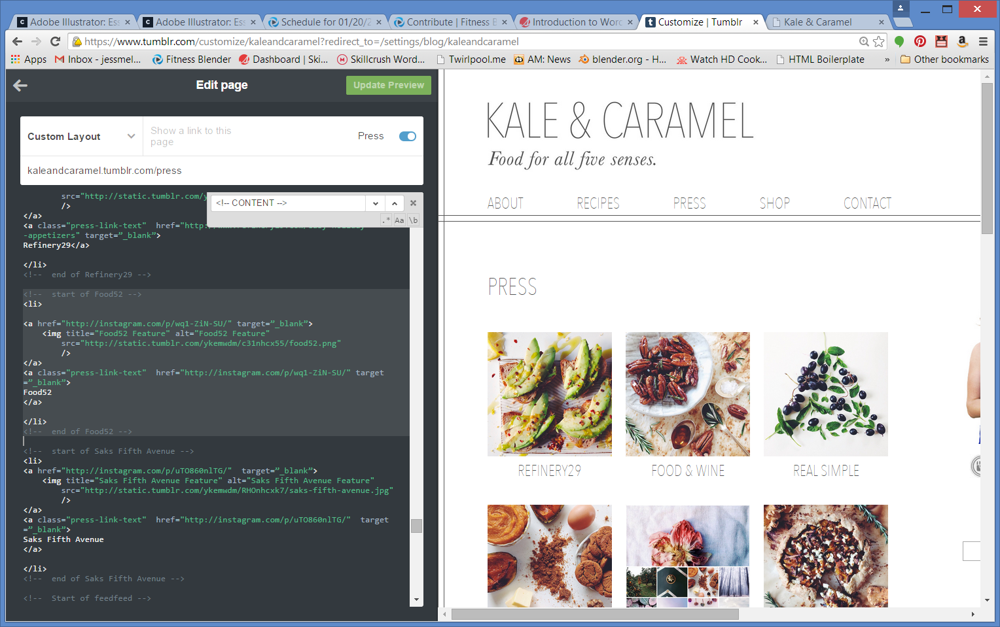 Adobe Illustrator: Ess
Adobe Illustrator: Ess
Schedule for 01/20/2
Contribute | Fitness B
Introduction to Word
Customize | Tumblr
Kale & Caramel
https://www.tumblr.com/customize/kaleandcaramel?redirect_to=/settings/blog/kaleandcaramel
Apps
Inbox - jessmel...
Fitness Blender
Dashboard | Ski...
Skillcrush Word...
Twirlpool.me
AM: News
blender.org - H...
Watch HD Cook...
HTML Boilerplate
»
Other bookmarks
Edit page
Update Preview
Custom Layout
Show a link to this
page
Press
kaleandcaramel.tumblr.com/press
<!-- CONTENT -->
.* Aa \b
src="http://static.tumblr.com/y
/>
</a>
<a class="press-link-text"  href="http:
-appetizers" target=”_blank”>
Refinery29</a>
</li>
<!--  end of Refinery29 -->
<!--  start of Food52 -->
<li>
<a href="http://instagram.com/p/wq1-ZiN-SU/" target=”_blank”>
<img title="Food52 Feature" alt="Food52 Feature"
src="http://static.tumblr.com/ykemwdm/c31nhcx55/food52.png"
/>
</a>
<a class="press-link-text"  href="http://instagram.com/p/wq1-ZiN-SU/" target
=”_blank”>
Food52
</a>
</li>
<!--  end of Food52 -->
<!--  start of Saks Fifth Avenue -->
<li>
<a href="http://instagram.com/p/uTO860nlTG/"  target=”_blank”>
<img title="Saks Fifth Avenue Feature" alt="Saks Fifth Avenue Feature"
src="http://static.tumblr.com/ykemwdm/RHOnhcxk7/saks-fifth-avenue.jpg"
/>
</a>
<a class="press-link-text"  href="http://instagram.com/p/uTO860nlTG/"  target
=”_blank”>
Saks Fifth Avenue
</a>
</li>
<!--  end of Saks Fifth Avenue -->
<!--  Start of feedfeed -->
KALE & CARAMEL
Food for all five senses.
ABOUT
RECIPES
PRESS
SHOP
CONTACT
PRESS
REFINERY29
FOOD & WINE
REAL SIMPLE